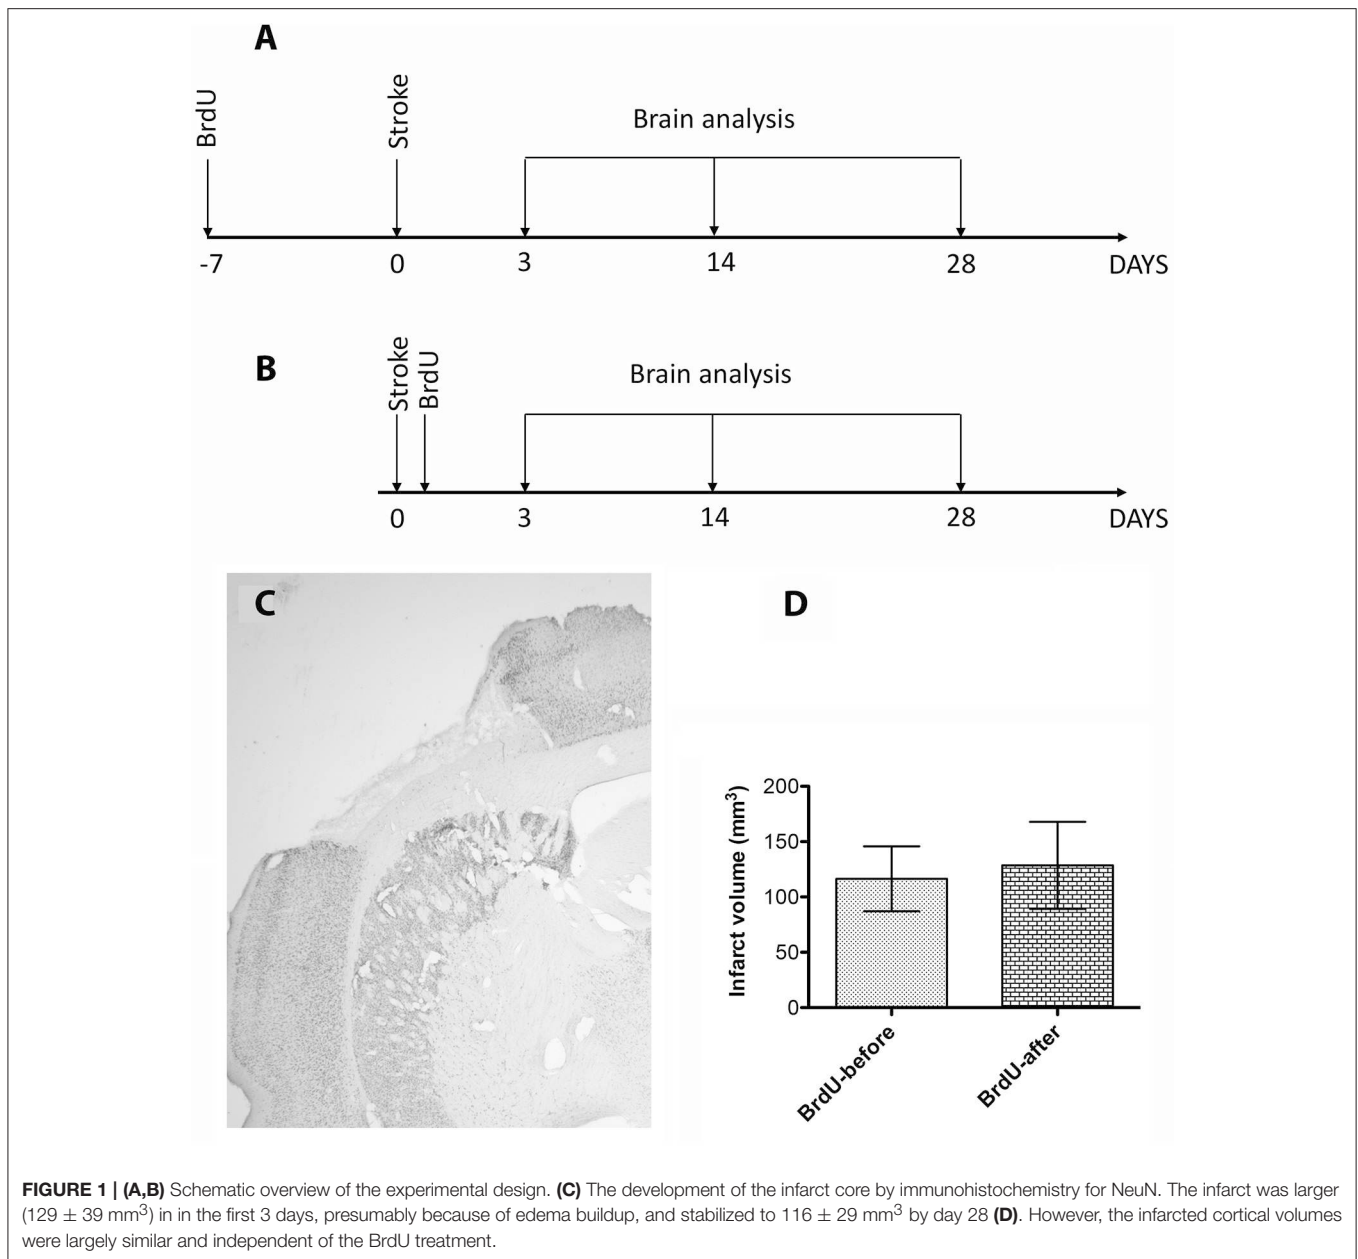 A
BrdU
Stroke
Brain analysis
-7 0 3 14 28 DAYS
B
Stroke
BrdU
Brain analysis
0 3 14 28 DAYS
C
D
Infarct volume (mm³)
200
150
100
50
0
BrdU-before
BrdU-after
FIGURE 1 | (A,B) Schematic overview of the experimental design. (C) The development of the infarct core by immunohistochemistry for NeuN. The infarct was larger
(129 ± 39 mm³) in in the first 3 days, presumably because of edema buildup, and stabilized to 116 ± 29 mm³ by day 28 (D). However, the infarcted cortical volumes
were largely similar and independent of the BrdU treatment.